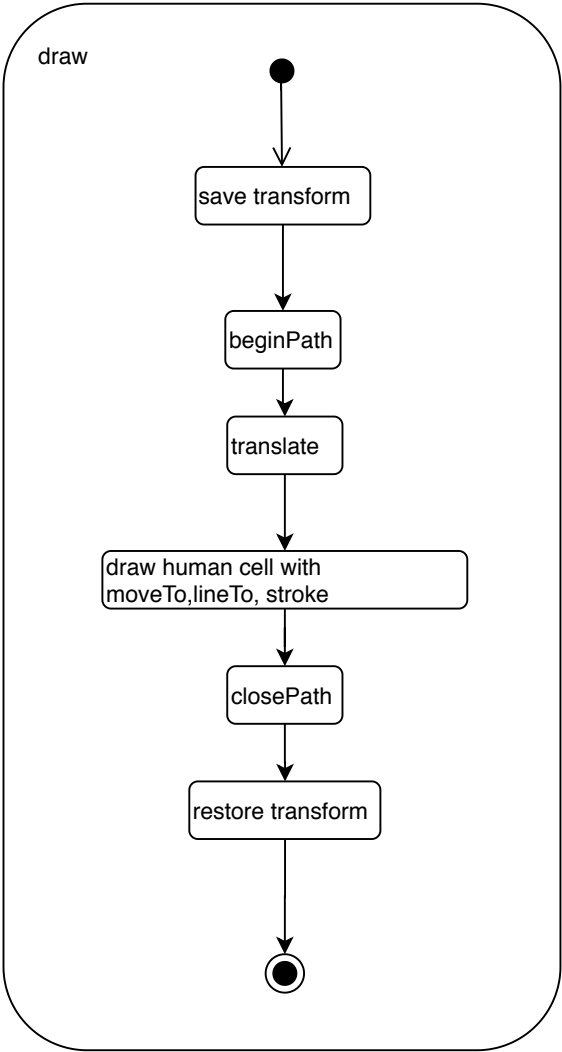 draw
save transform
beginPath
translate
draw human cell with
moveTo,lineTo, stroke
closePath
restore transform